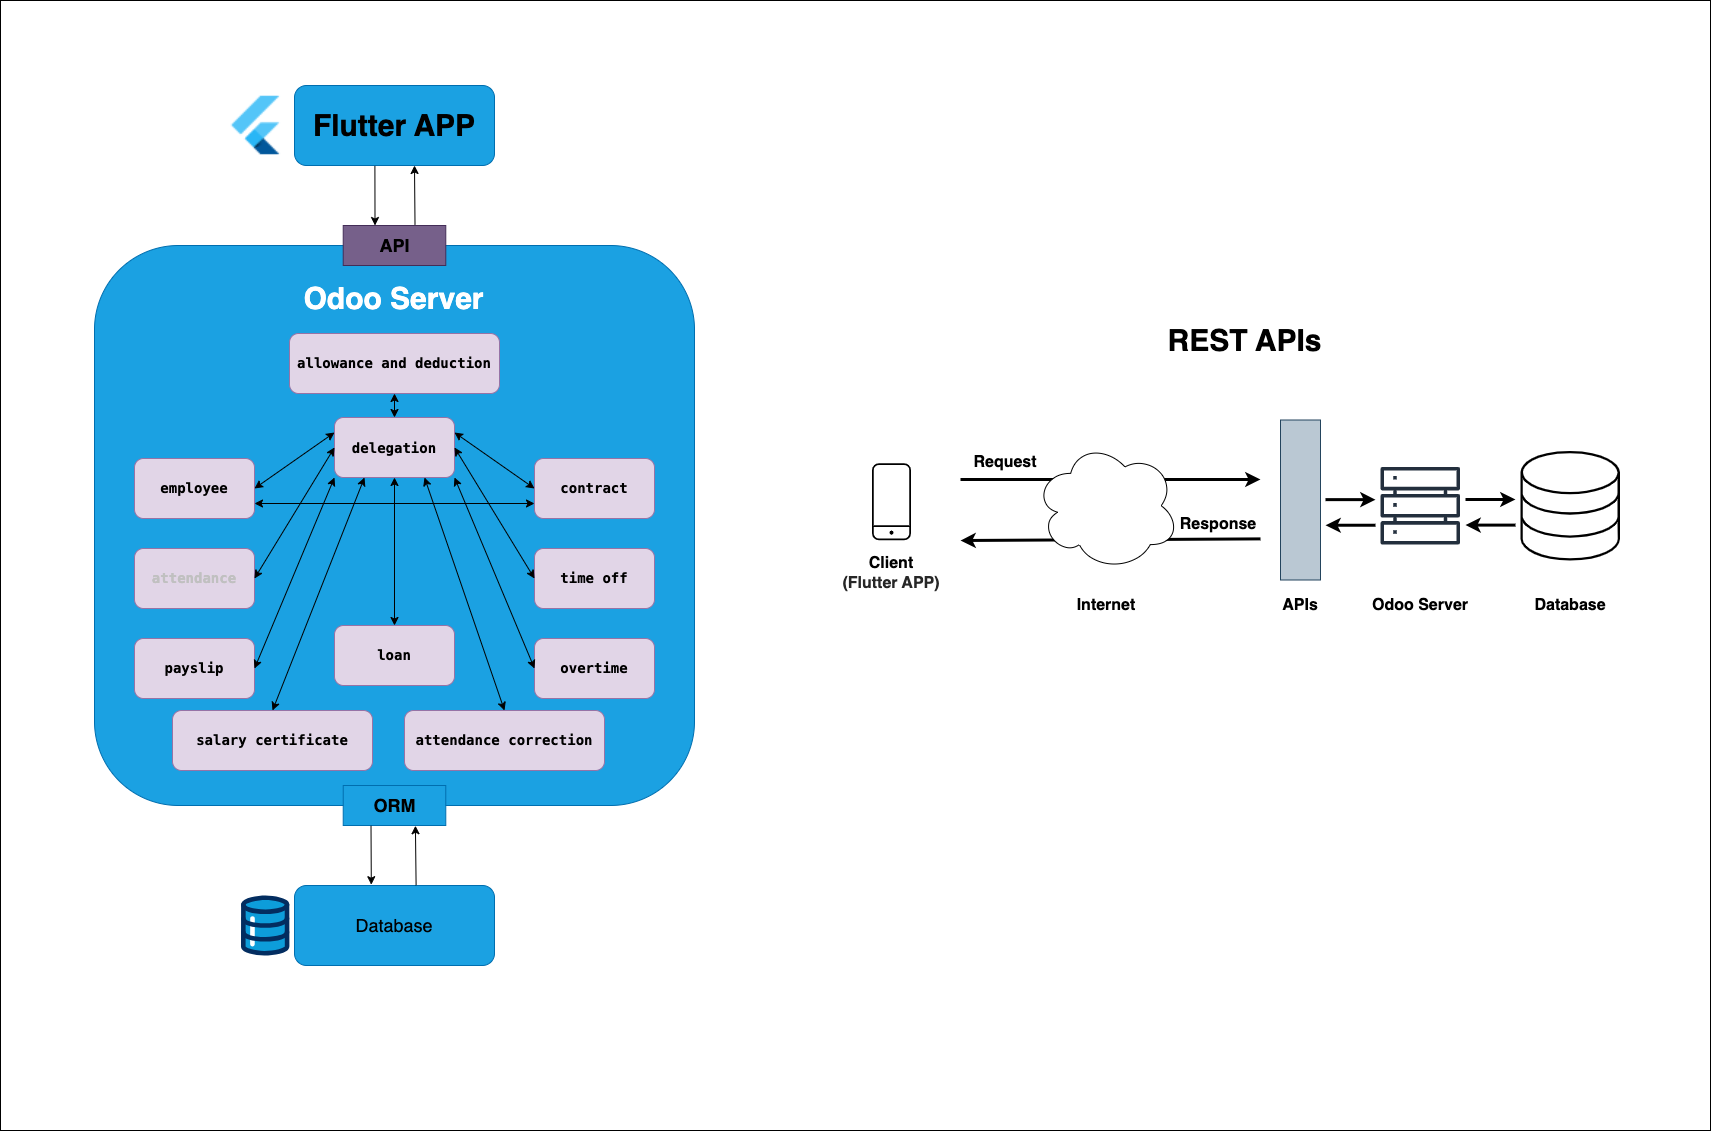 Flutter APP
API
Odoo Server
allowance and deduction
delegation
employee
contract
attendance
time off
payslip
loan
overtime
salary certificate
attendance correction
ORM
Database
REST APIs
Request
Response
Client
(Flutter APP)
Internet
APIs
Odoo Server
Database